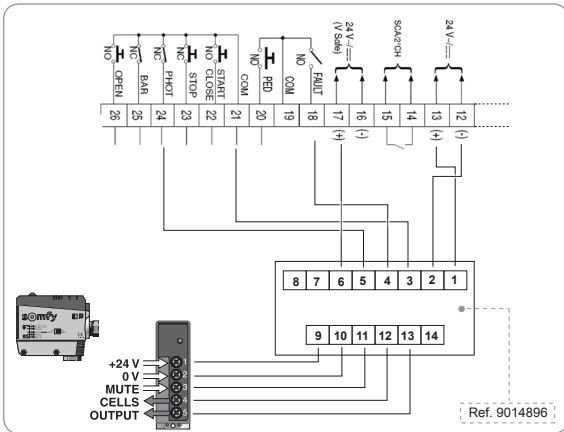 NO NC NC NC NO NO NO
OPEN BAR PHOT STOP START CLOSE COM PED COM FAULT
24 V~/⎓ (V Safe) SCA/2°CH 24 V~/⎓
26 25 24 23 22 21 20 19 18 17 16 15 14 13 12
(+) (-) (+) (-)
8 7 6 5 4 3 2 1
9 10 11 12 13 14
somfy
+24 V 1
0 V 2
MUTE 3
CELLS 4
OUTPUT 5
Ref. 9014896